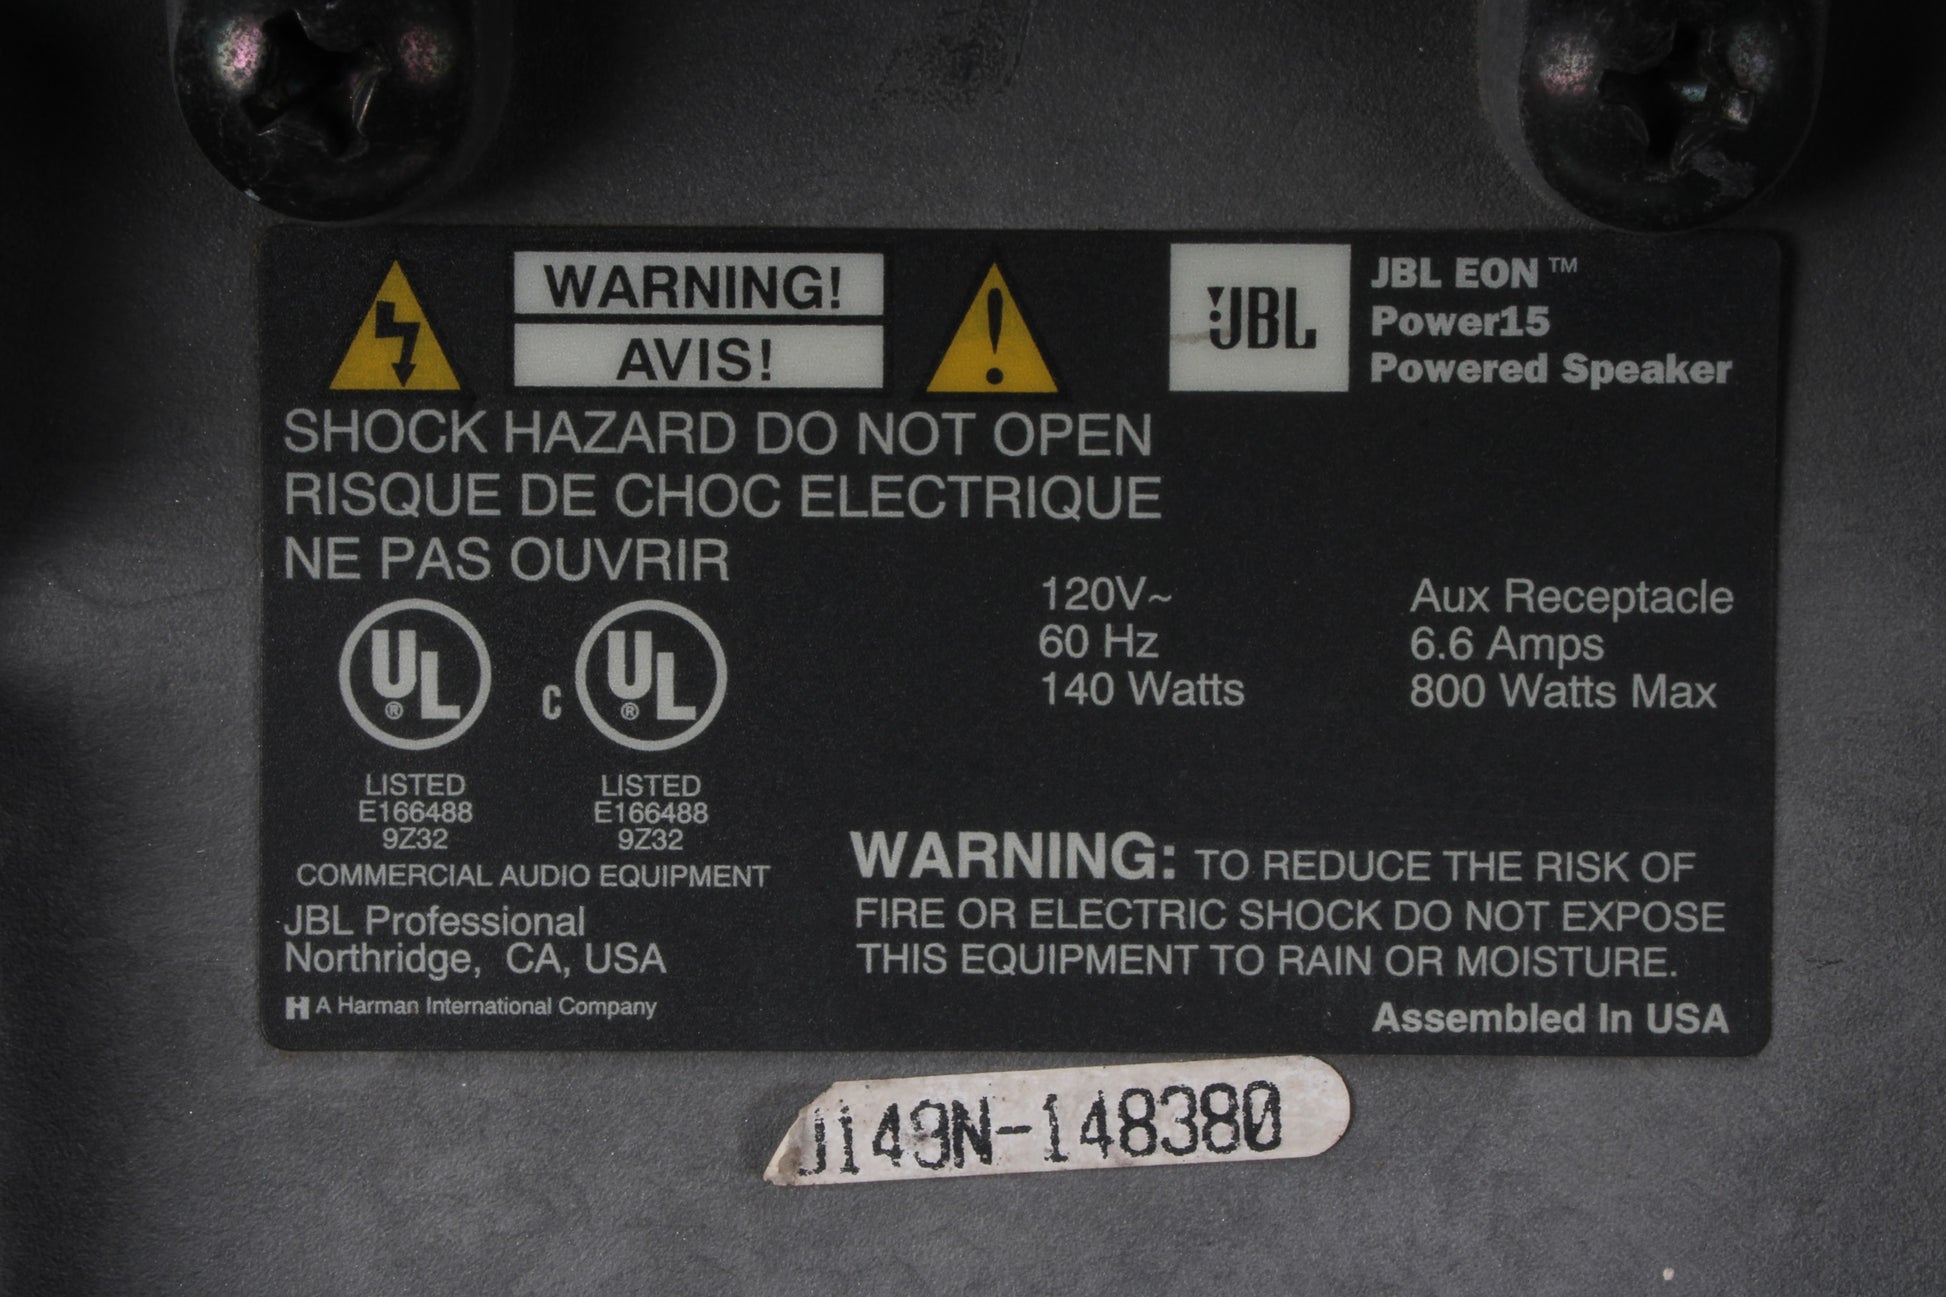 WARNING!
AVIS!
SHOCK HAZARD DO NOT OPEN
RISQUE DE CHOC ELECTRIQUE
NE PAS OUVRIR
JBL
JBL EON™
Power15
Powered Speaker
120V~
60 Hz
140 Watts
Aux Receptacle
6.6 Amps
800 Watts Max
UL®
LISTED
E166488
9Z32
C UL®
LISTED
E166488
9Z32
COMMERCIAL AUDIO EQUIPMENT
JBL Professional
Northridge, CA, USA
H A Harman International Company
WARNING: TO REDUCE THE RISK OF
FIRE OR ELECTRIC SHOCK DO NOT EXPOSE
THIS EQUIPMENT TO RAIN OR MOISTURE.
Assembled In USA
J149N-148380